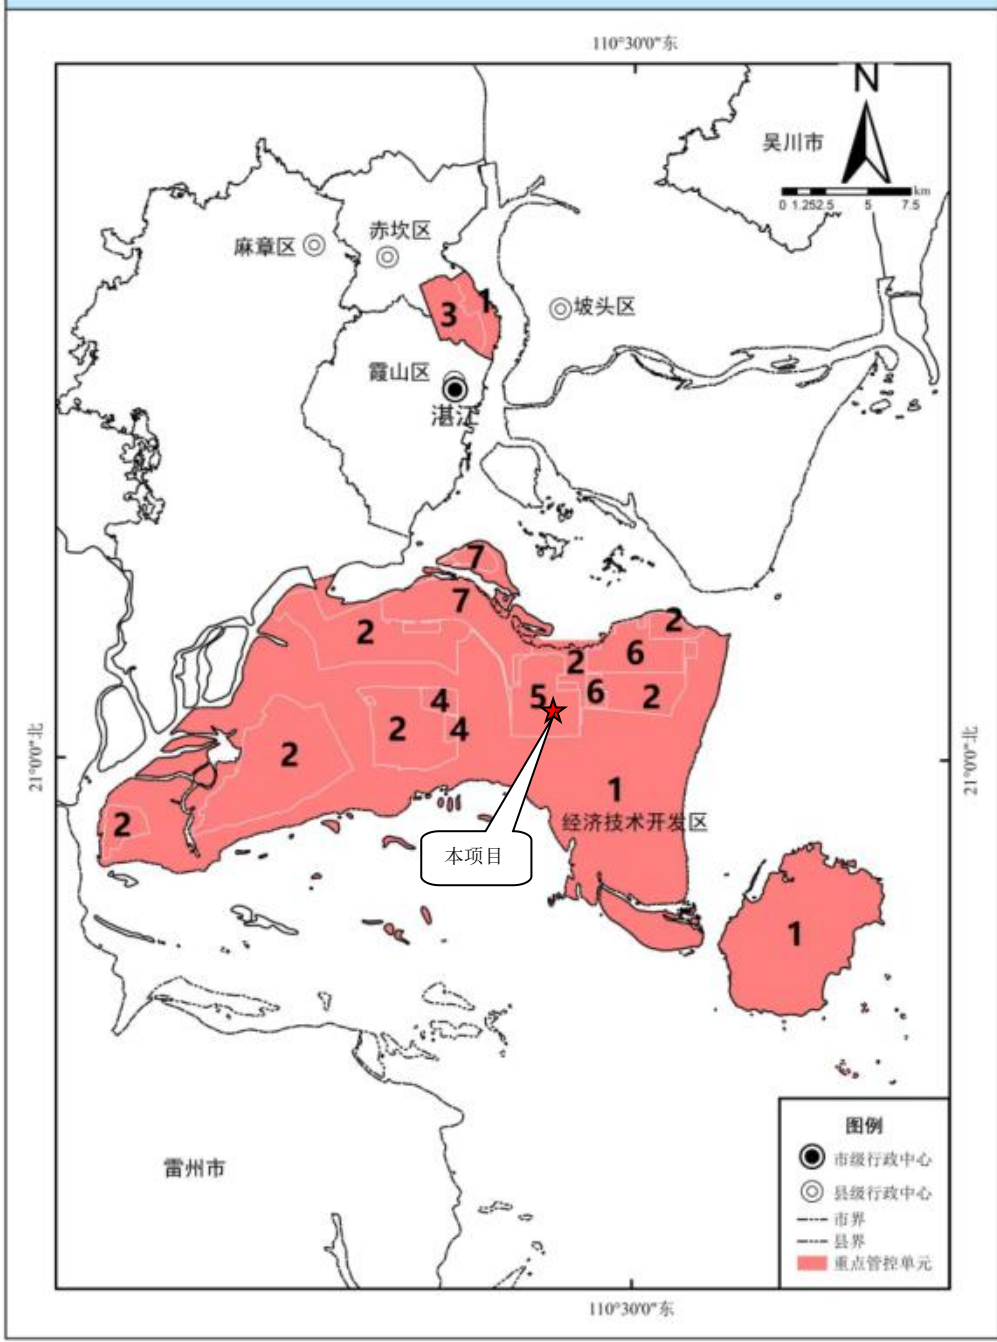 110°30'0"东
N
吴川市
km
0 1.252.5 5 7.5
赤坎区
麻章区
1
3
坡头区
霞山区
湛江
7
7
2
2
2
6
5
6
2
4
2
4
2
21°0'0"北
21°0'0"北
1
2
经济技术开发区
本项目
1
图例
市级行政中心
县级行政中心
市界
县界
重点管控单元
雷州市
110°30'0"东